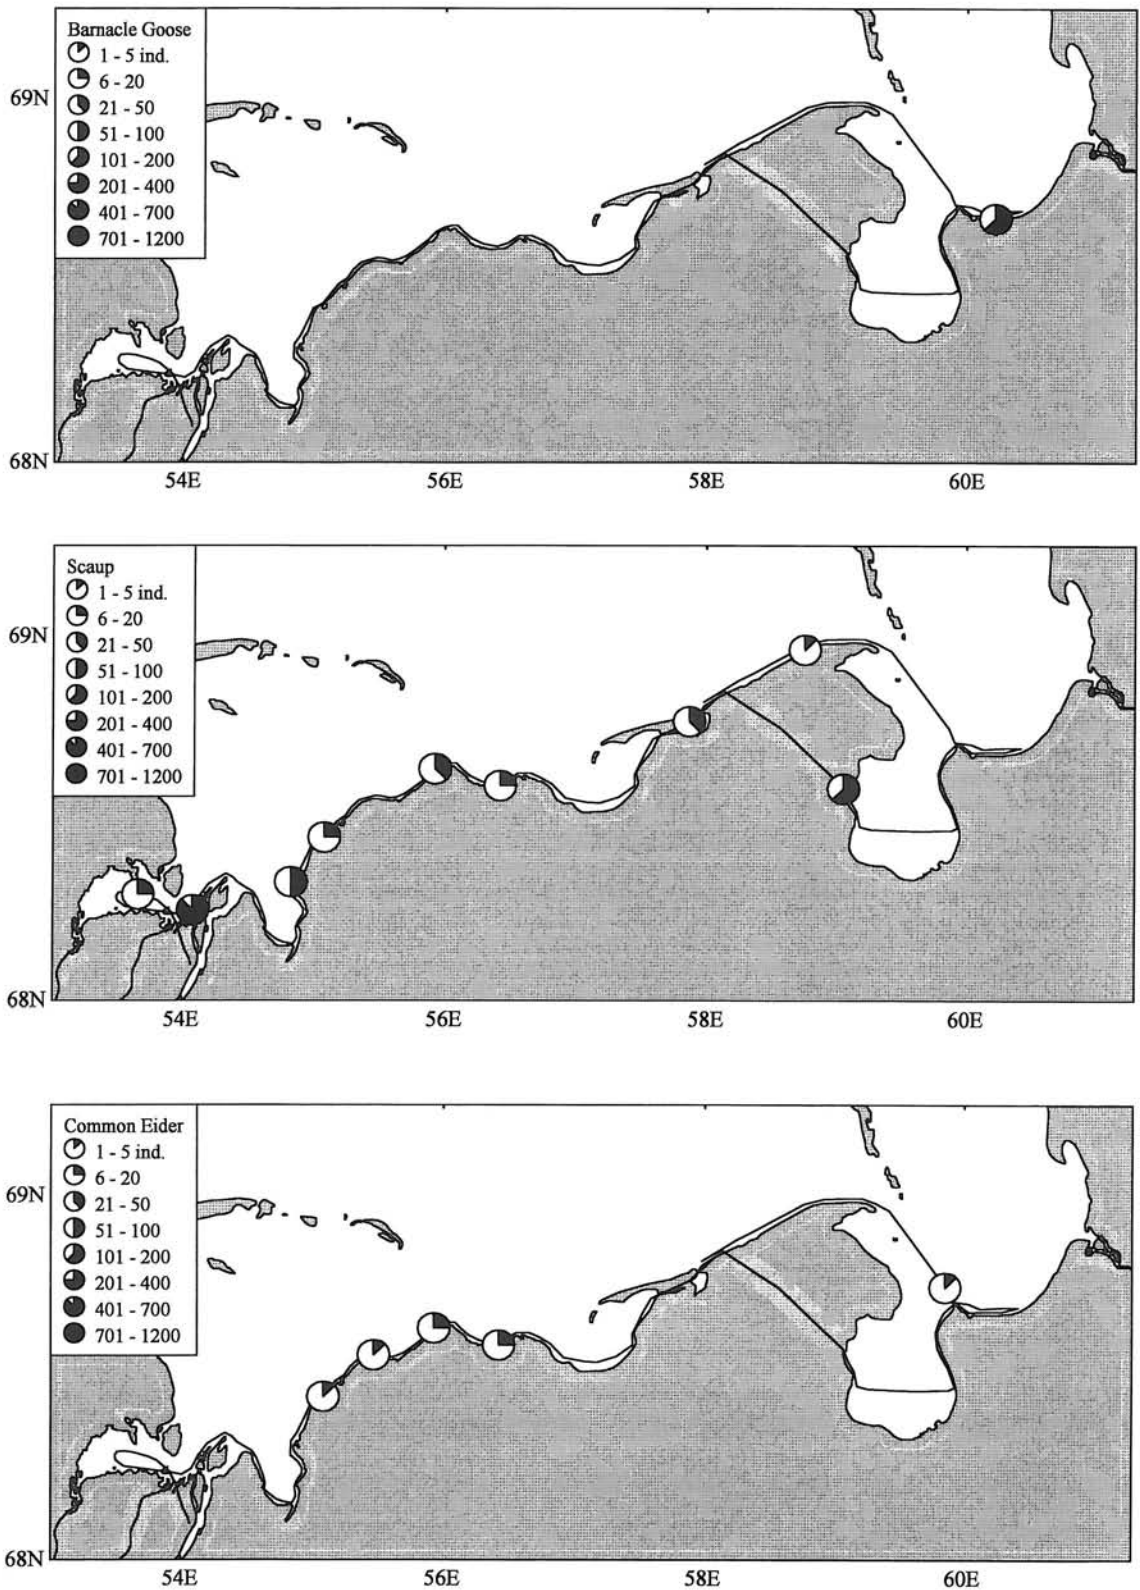 Barnacle Goose
1 - 5 ind.
6 - 20
21 - 50
51 - 100
101 - 200
201 - 400
401 - 700
701 - 1200
69N
68N
54E
56E
58E
60E
Scaup
1 - 5 ind.
6 - 20
21 - 50
51 - 100
101 - 200
201 - 400
401 - 700
701 - 1200
69N
68N
54E
56E
58E
60E
Common Eider
1 - 5 ind.
6 - 20
21 - 50
51 - 100
101 - 200
201 - 400
401 - 700
701 - 1200
69N
68N
54E
56E
58E
60E